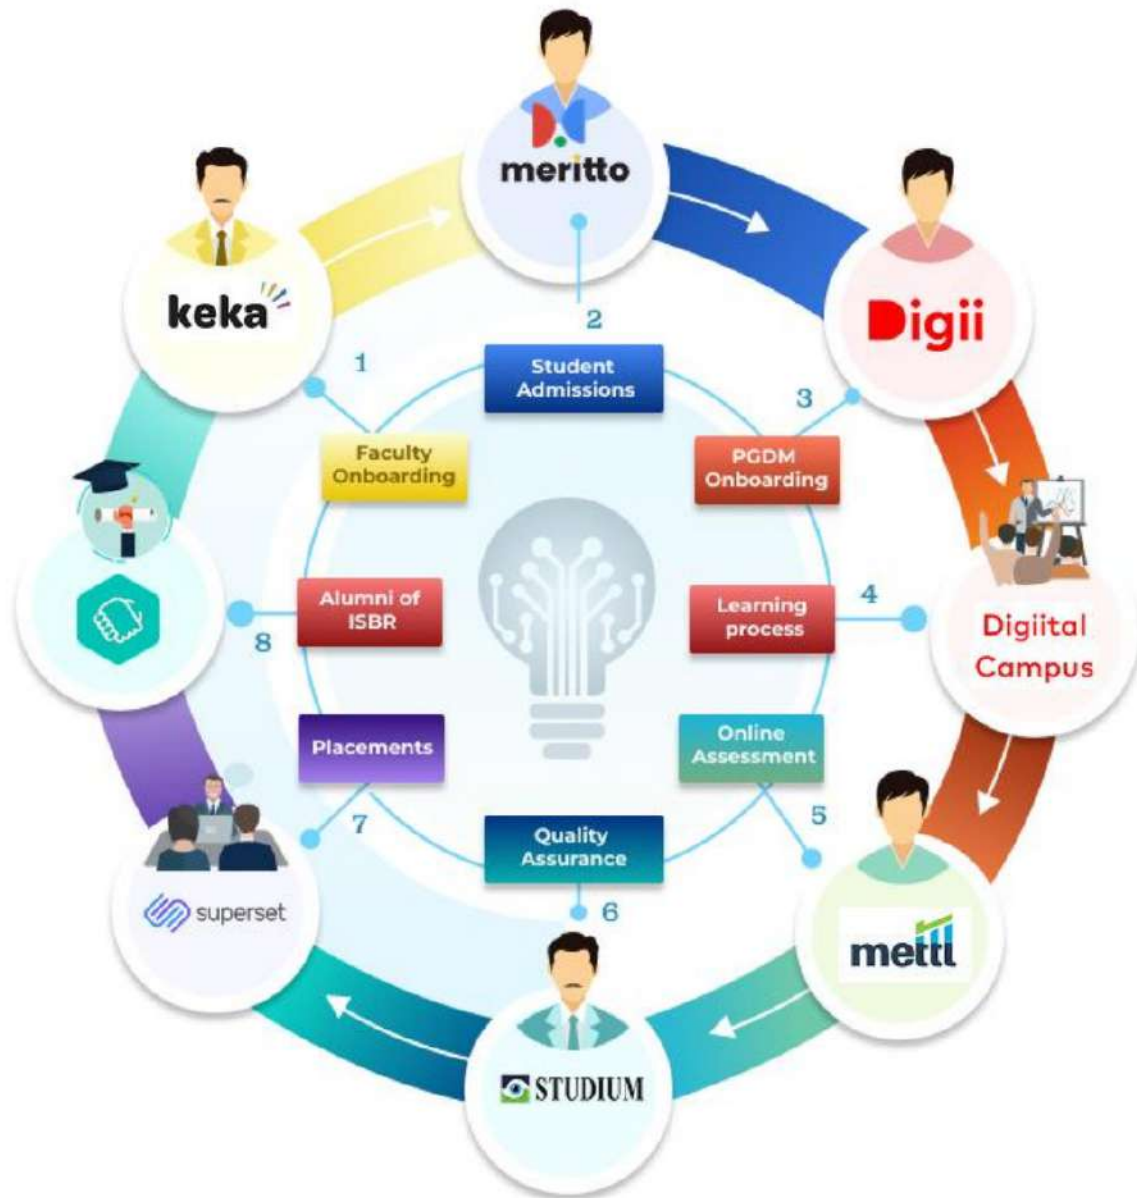 meritto
keka
Digii
1
2
3
Student
Admissions
Faculty
Onboarding
PGDM
Onboarding
Alumni of
ISBR
8
Learning
process
4
Digiital
Campus
Placements
7
Online
Assessment
5
Quality
Assurance
6
superset
mettl
STUDIUM